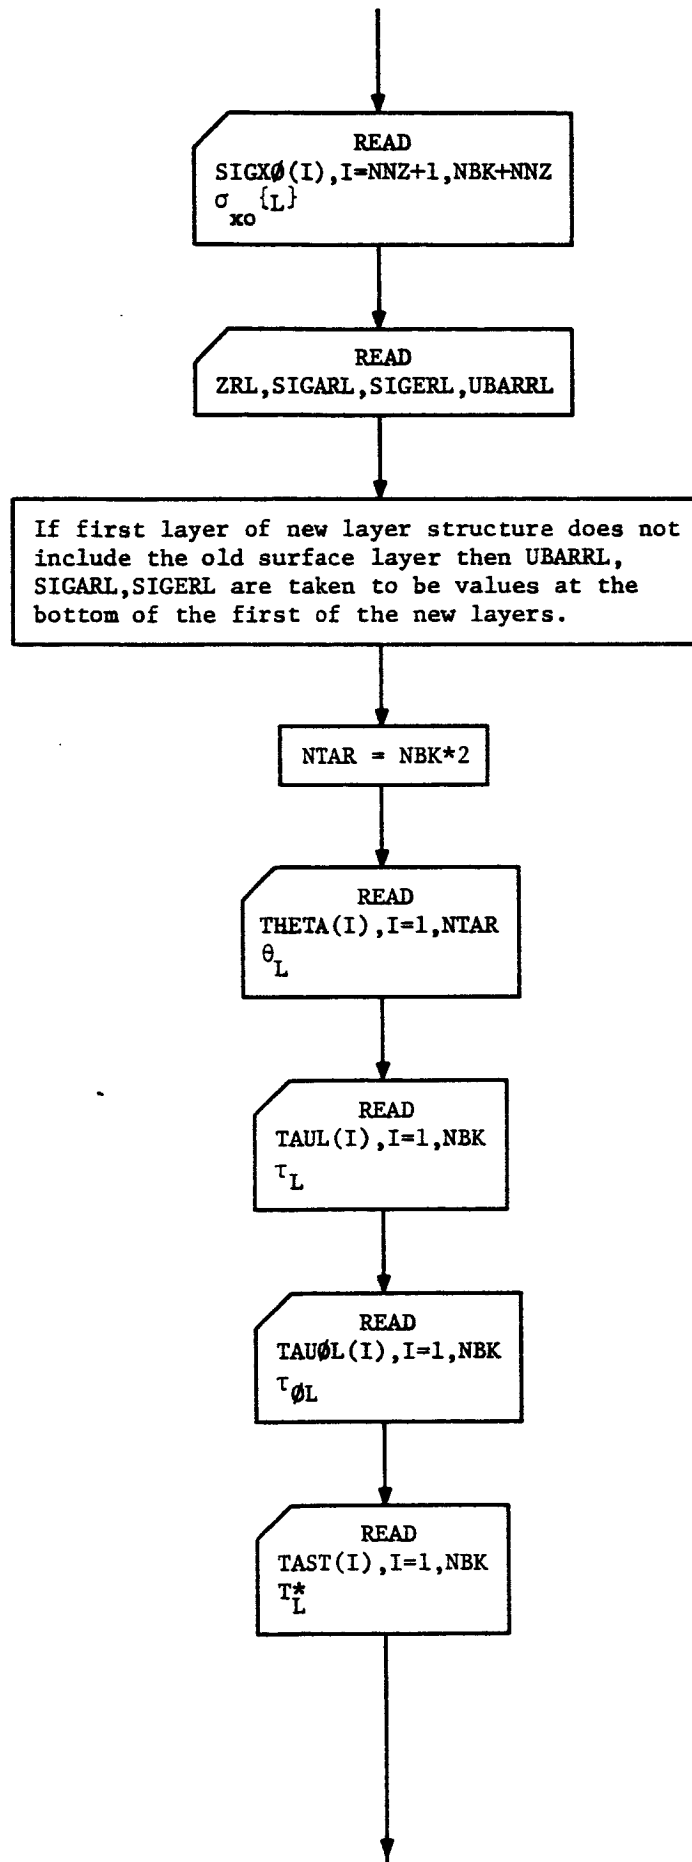 READ
SIGXØ(I),I=NNZ+1,NBK+NNZ
σxo{L}
READ
ZRL,SIGARL,SIGERL,UBARRL
If first layer of new layer structure does not
include the old surface layer then UBARRL,
SIGARL,SIGERL are taken to be values at the
bottom of the first of the new layers.
NTAR = NBK*2
READ
THETA(I),I=1,NTAR
θL
READ
TAUL(I),I=1,NBK
τL
READ
TAUØL(I),I=1,NBK
τØL
READ
TAST(I),I=1,NBK
T*L